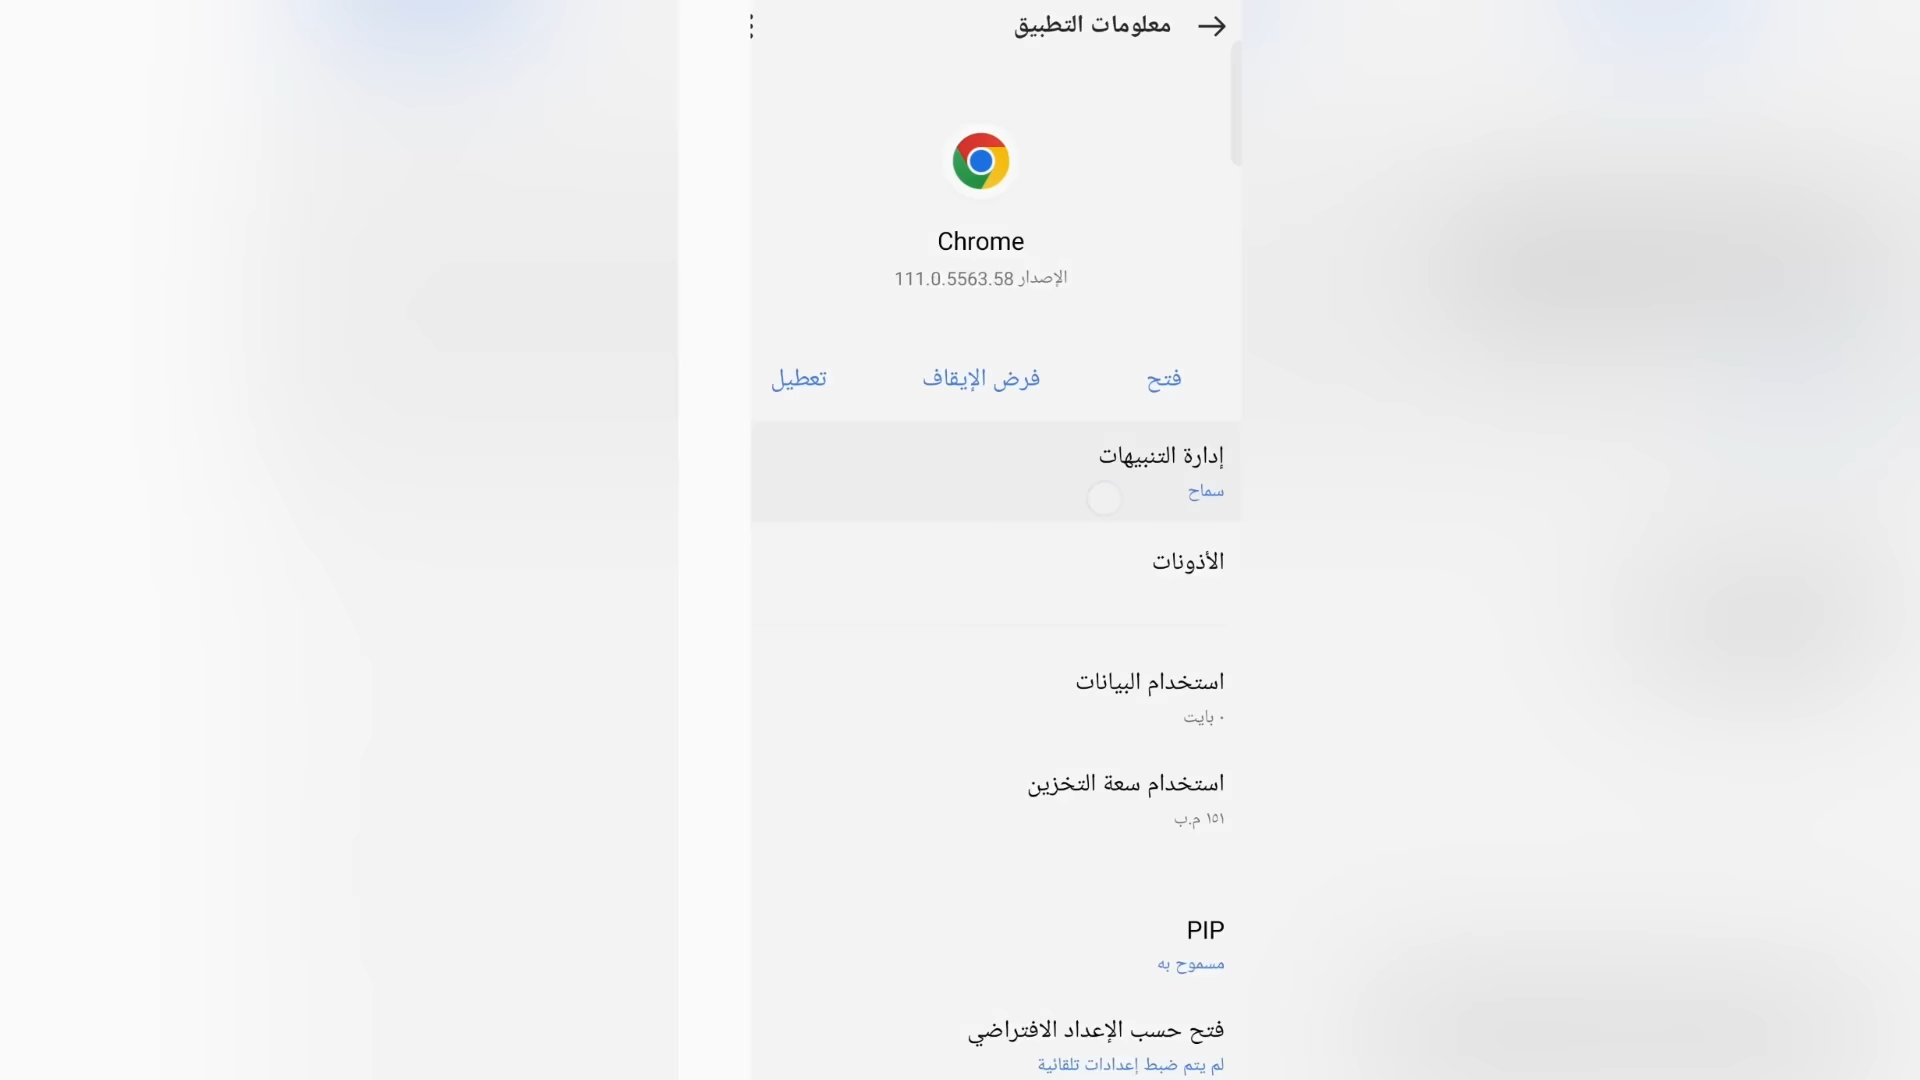 معلومات التطبيق
Chrome
الإصدار 111.0.5563.58
فتح
فرض الإيقاف
تعطيل
إدارة التنبيهات
سماح
الأذونات
استخدام البيانات
٠ بايت
استخدام سعة التخزين
١٥١ م.ب
PIP
مسموح به
فتح حسب الإعداد الافتراضي
لم يتم ضبط إعدادات تلقائية